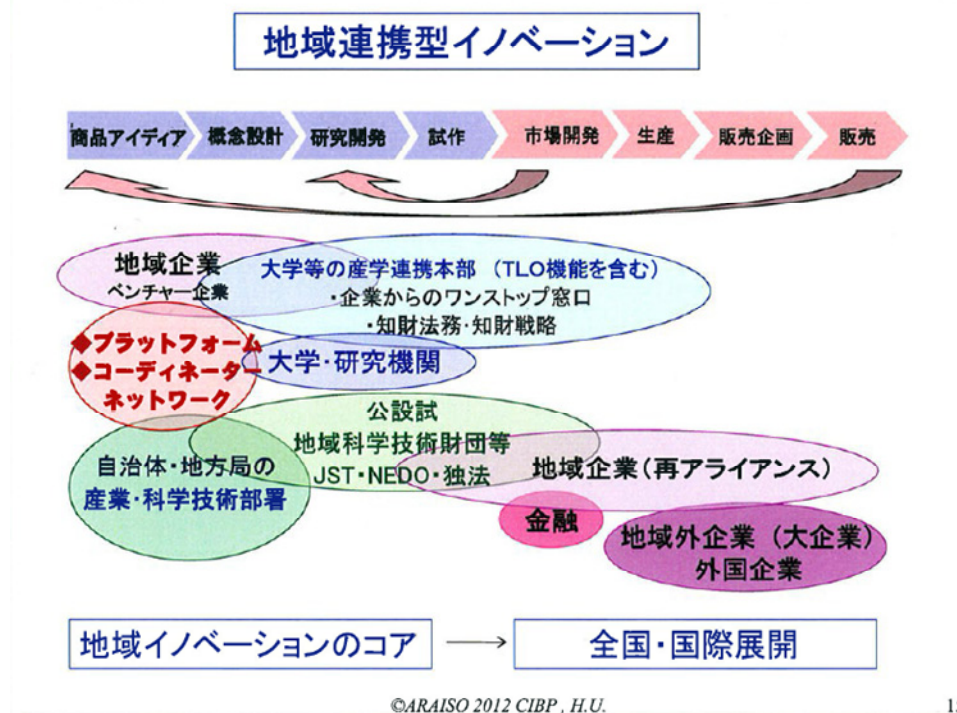 地域連携型イノベーション
商品アイディア 概念設計 研究開発 試作 市場開発 生産 販売企画 販売
地域企業
ベンチャー企業
大学等の産学連携本部 (TLO機能を含む)
・企業からのワンストップ窓口
・知財法務・知財戦略
◆プラットフォーム
◆コーディネーター
ネットワーク
大学・研究機関
公設試
地域科学技術財団等
JST・NEDO・独法
自治体・地方局の
産業・科学技術部署
地域企業(再アライアンス)
金融
地域外企業 (大企業)
外国企業
地域イノベーションのコア
全国・国際展開
©ARAISO 2012 CIBP , H.U.